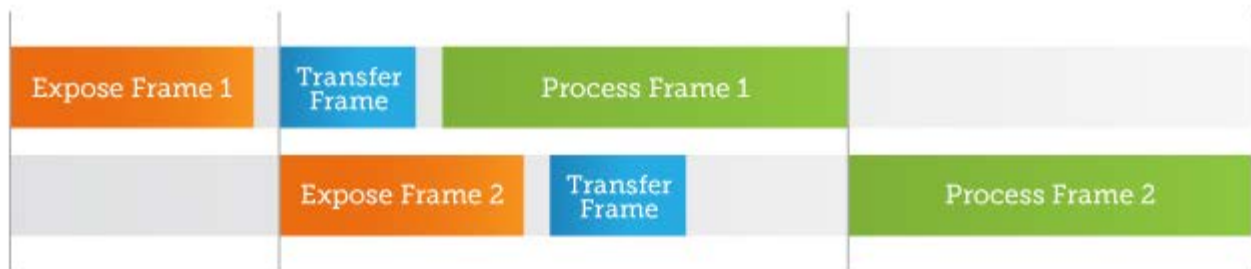 Expose Frame 1
Transfer
Frame
Process Frame 1
Expose Frame 2
Transfer
Frame
Process Frame 2